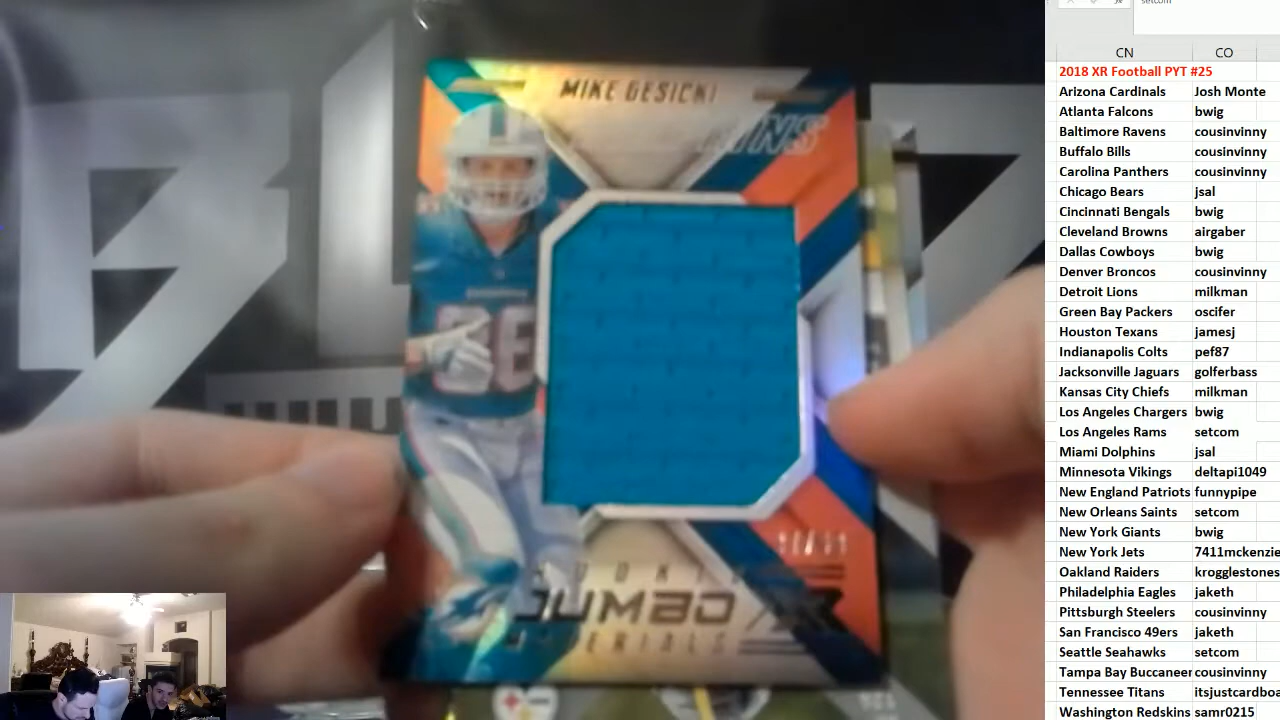 MIKE GESICKI
86
ROOKIE
JUMBO XR
MATERIALS
setcom
CN CO
2018 XR Football PYT #25
Arizona Cardinals Josh Monte
Atlanta Falcons bwig
Baltimore Ravens cousinvinny
Buffalo Bills cousinvinny
Carolina Panthers cousinvinny
Chicago Bears jsal
Cincinnati Bengals bwig
Cleveland Browns airgaber
Dallas Cowboys bwig
Denver Broncos cousinvinny
Detroit Lions milkman
Green Bay Packers oscifer
Houston Texans jamesj
Indianapolis Colts pef87
Jacksonville Jaguars golferbass
Kansas City Chiefs milkman
Los Angeles Chargers bwig
Los Angeles Rams setcom
Miami Dolphins jsal
Minnesota Vikings deltapi1049
New England Patriots funnypipe
New Orleans Saints setcom
New York Giants bwig
New York Jets 7411mckenzie
Oakland Raiders krogglestones
Philadelphia Eagles jaketh
Pittsburgh Steelers cousinvinny
San Francisco 49ers jaketh
Seattle Seahawks setcom
Tampa Bay Buccaneer cousinvinny
Tennessee Titans itsjustcardboa
Washington Redskins samr0215